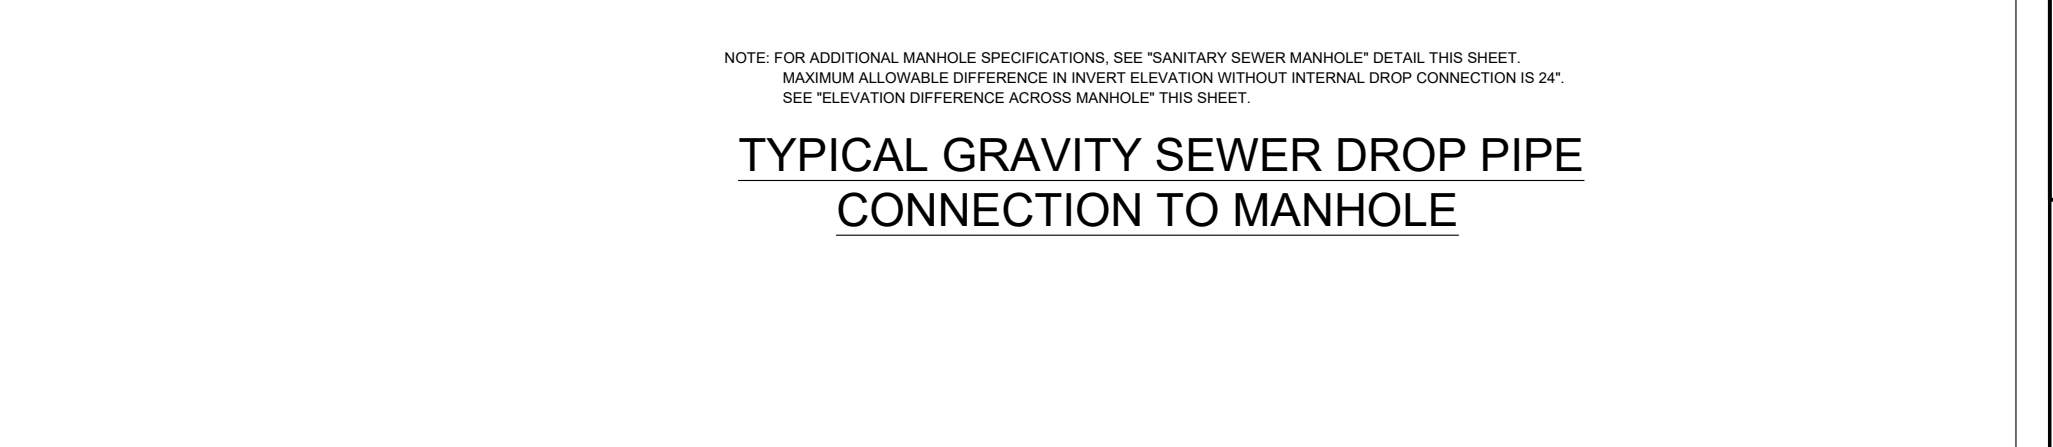 NOTE: FOR ADDITIONAL MANHOLE SPECIFICATIONS, SEE "SANITARY SEWER MANHOLE" DETAIL THIS SHEET.
MAXIMUM ALLOWABLE DIFFERENCE IN INVERT ELEVATION WITHOUT INTERNAL DROP CONNECTION IS 24".
SEE "ELEVATION DIFFERENCE ACROSS MANHOLE" THIS SHEET.
TYPICAL GRAVITY SEWER DROP PIPE
CONNECTION TO MANHOLE